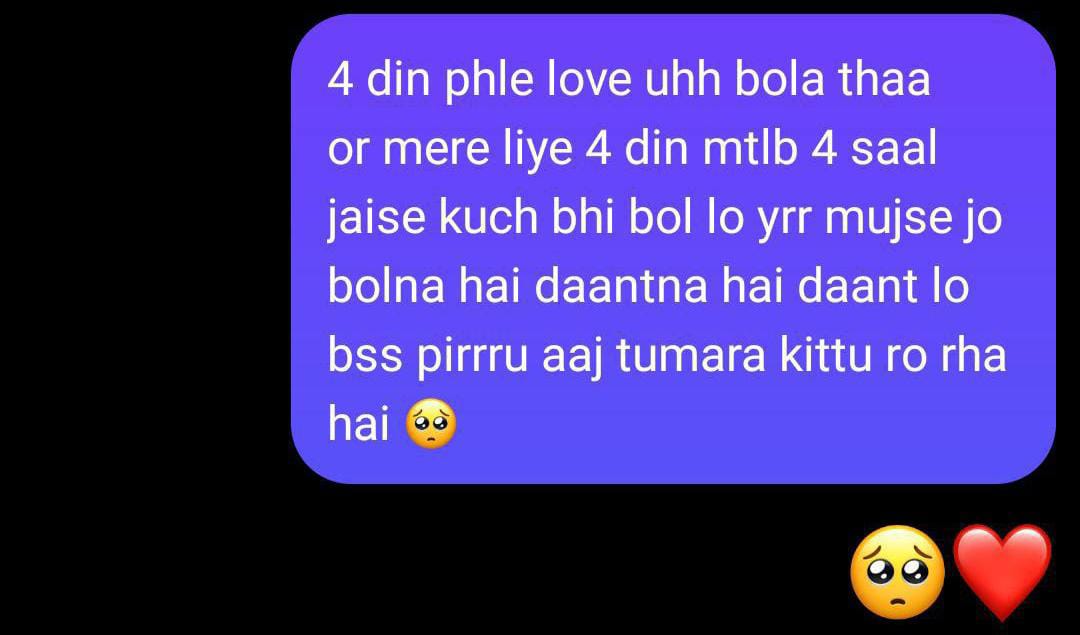 4 din phle love uhh bola thaa
or mere liye 4 din mtlb 4 saal
jaise kuch bhi bol lo yrr mujse jo
bolna hai daantna hai daant lo
bss pirrru aaj tumara kittu ro rha
hai 🥺
🥺❤️